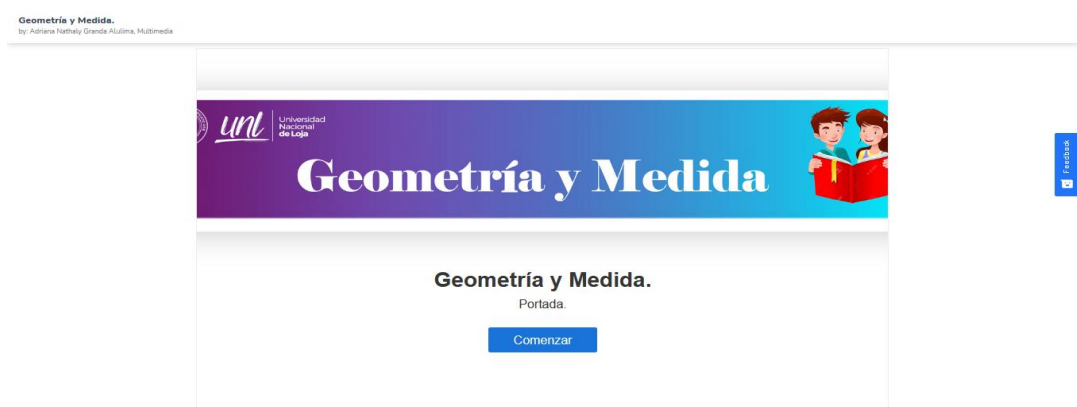 Geometría y Medida.
by: Adriana Nathaly Granda Alulima, Multimedia
unl
Universidad
Nacional
de Loja
Geometría y Medida
Feedback
Geometría y Medida.
Portada.
Comenzar